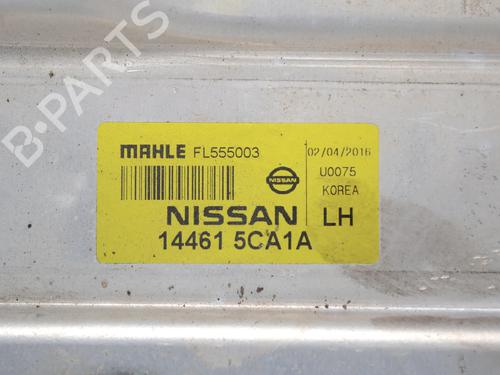 B-PARTS
MAHLE FL555003
02/04/2016
U0075
KOREA
NISSAN
NISSAN LH
14461 5CA1A